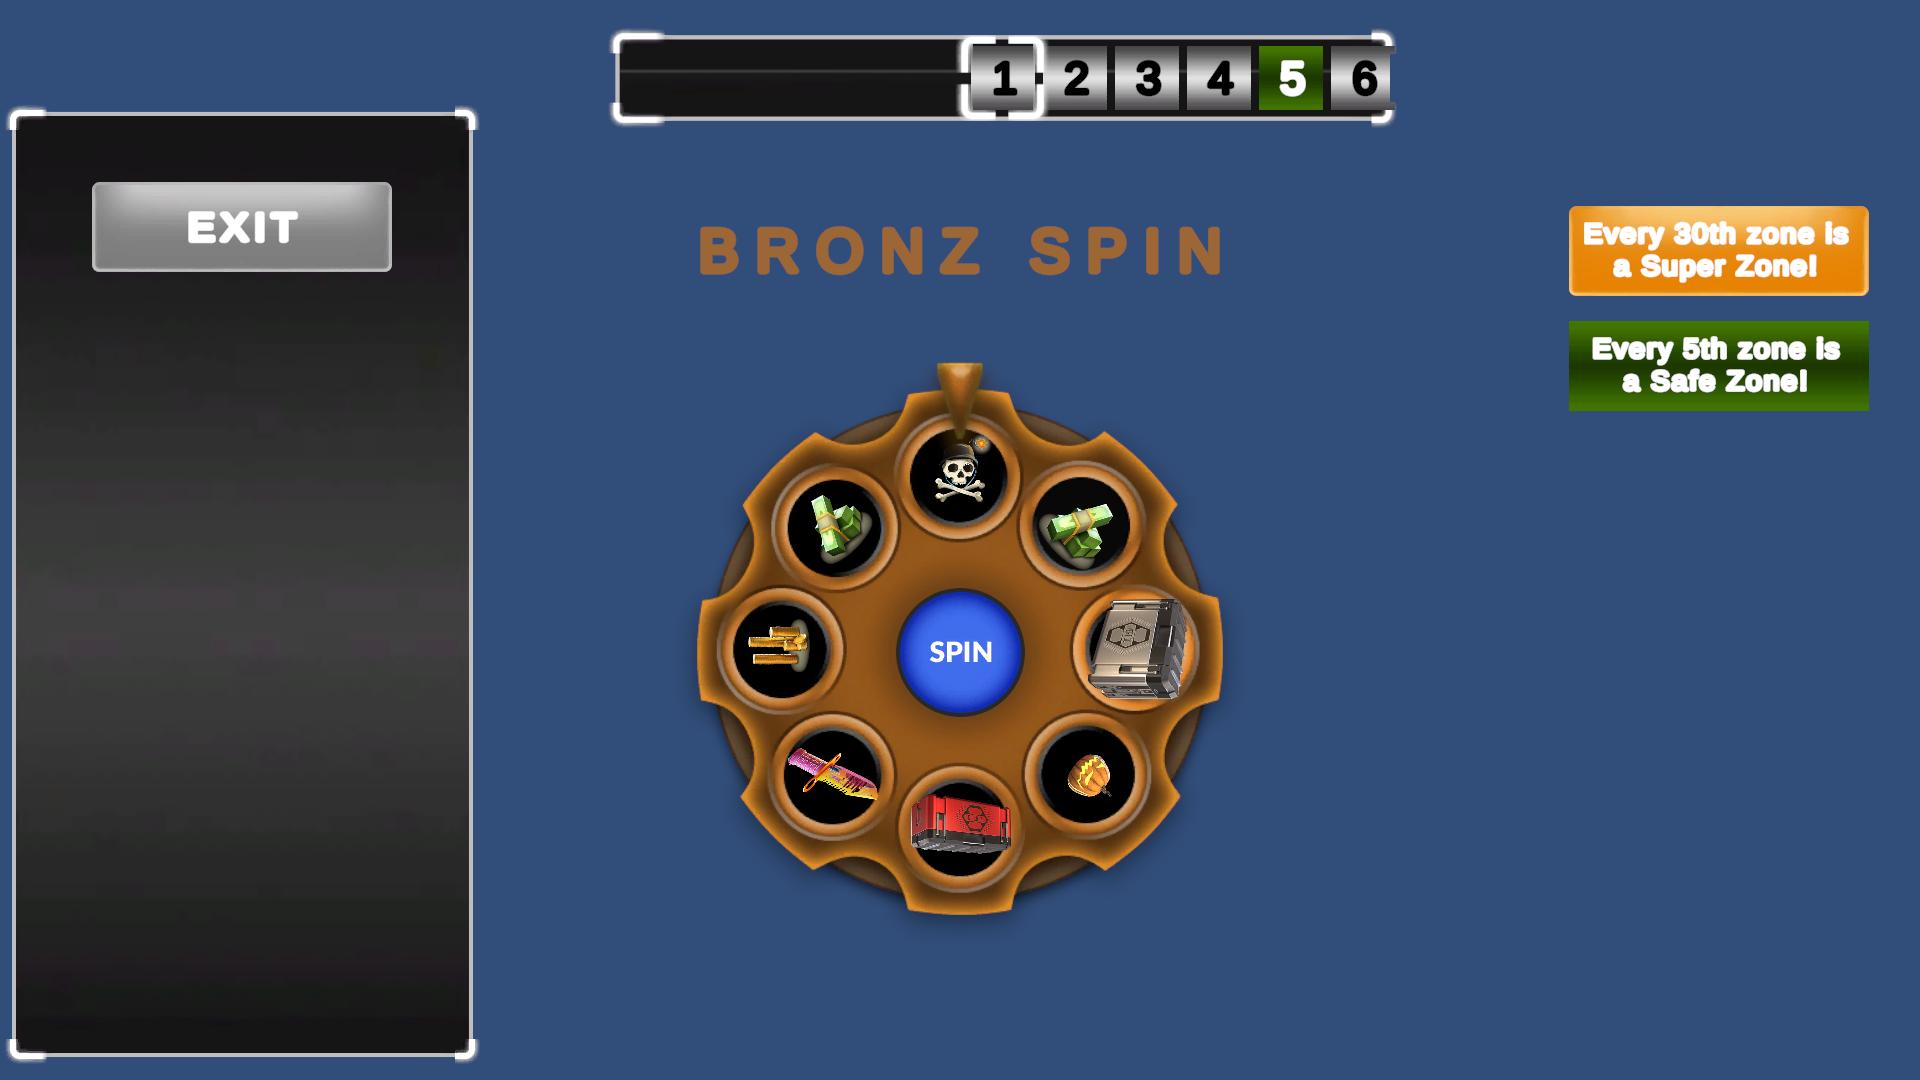 1 2 3 4 5 6
EXIT
BRONZ SPIN
Every 30th zone is
a Super Zone!
Every 5th zone is
a Safe Zone!
SPIN